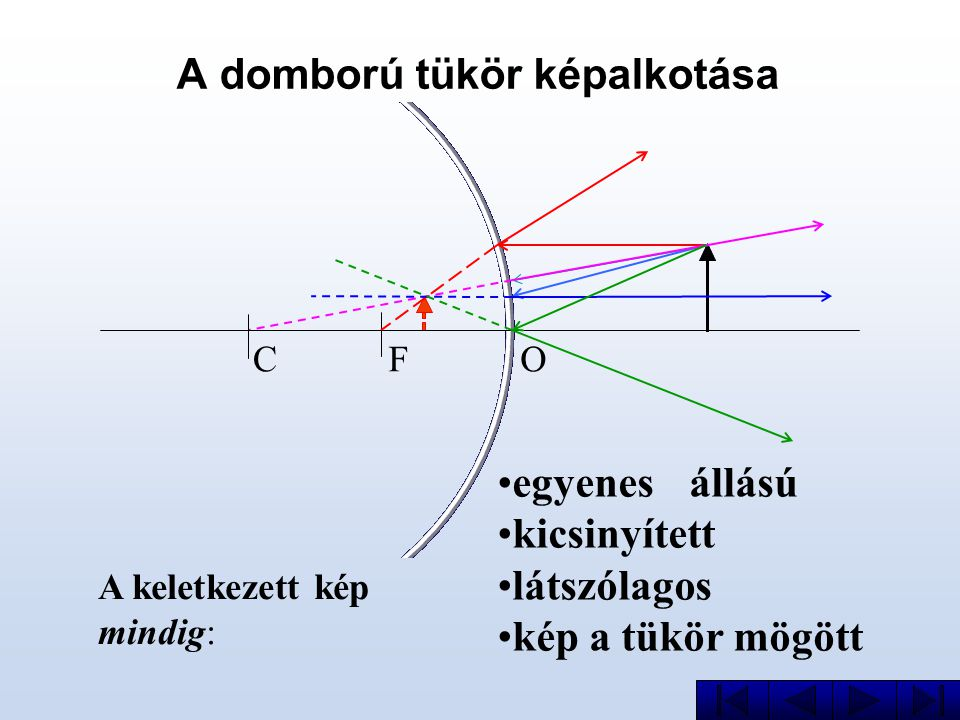 A domború tükör képalkotása
C F O
•egyenes állású
•kicsinyített
•látszólagos
•kép a tükör mögött
A keletkezett kép
mindig: